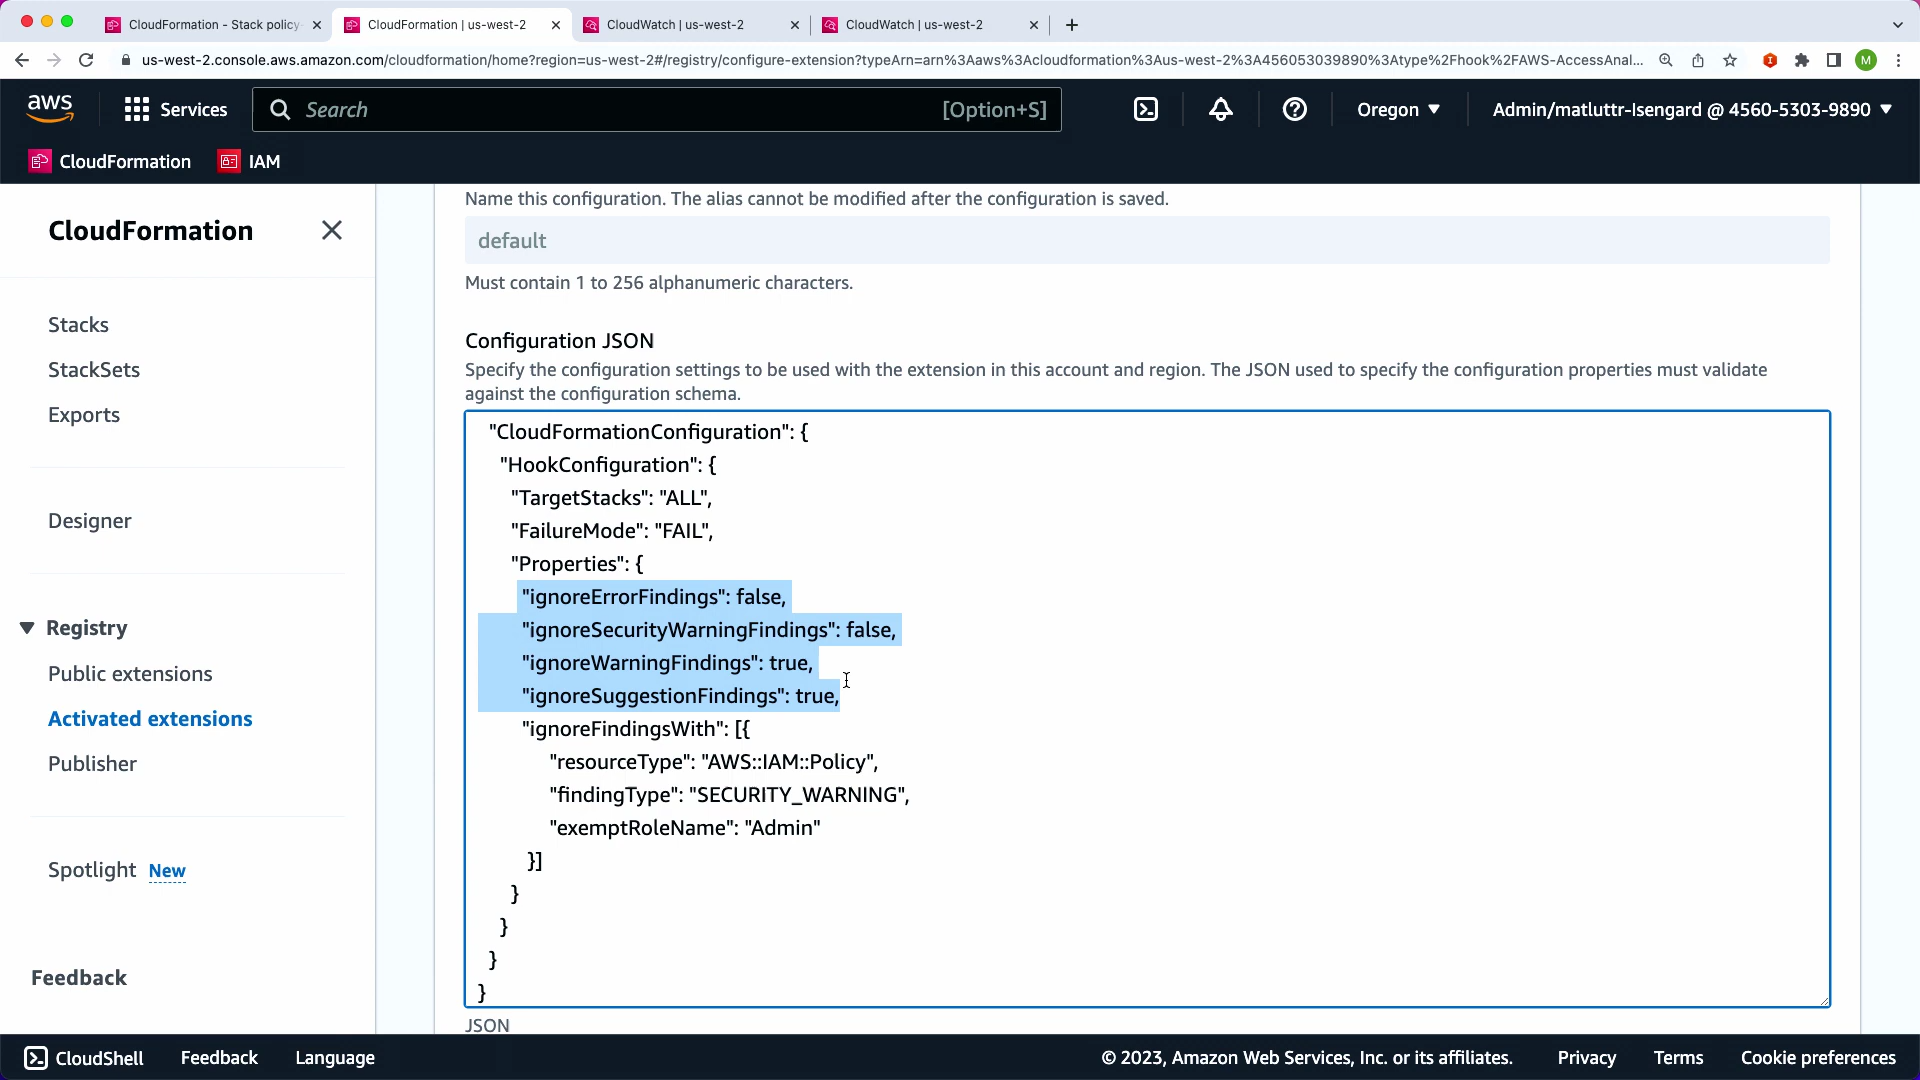 CloudFormation - Stack policy
CloudFormation | us-west-2
CloudWatch | us-west-2
CloudWatch | us-west-2
us-west-2.console.aws.amazon.com/cloudformation/home?region=us-west-2#/registry/configure-extension?typeArn=arn%3Aaws%3Acloudformation%3Aus-west-2%3A456053039890%3Atype%2Fhook%2FAWS-AccessAnal...
M
aws
Services
Search
[Option+S]
Oregon
Admin/matluttr-Isengard @ 4560-5303-9890
CloudFormation
IAM
CloudFormation
Stacks
StackSets
Exports
Designer
Registry
Public extensions
Activated extensions
Publisher
Spotlight New
Feedback
Name this configuration. The alias cannot be modified after the configuration is saved.
default
Must contain 1 to 256 alphanumeric characters.
Configuration JSON
Specify the configuration settings to be used with the extension in this account and region. The JSON used to specify the configuration properties must validate
against the configuration schema.
"CloudFormationConfiguration": {
"HookConfiguration": {
"TargetStacks": "ALL",
"FailureMode": "FAIL",
"Properties": {
"ignoreErrorFindings": false,
"ignoreSecurityWarningFindings": false,
"ignoreWarningFindings": true,
"ignoreSuggestionFindings": true,
"ignoreFindingsWith": [{
"resourceType": "AWS::IAM::Policy",
"findingType": "SECURITY_WARNING",
"exemptRoleName": "Admin"
}]
}
}
}
}
JSON
CloudShell
Feedback
Language
© 2023, Amazon Web Services, Inc. or its affiliates.
Privacy
Terms
Cookie preferences